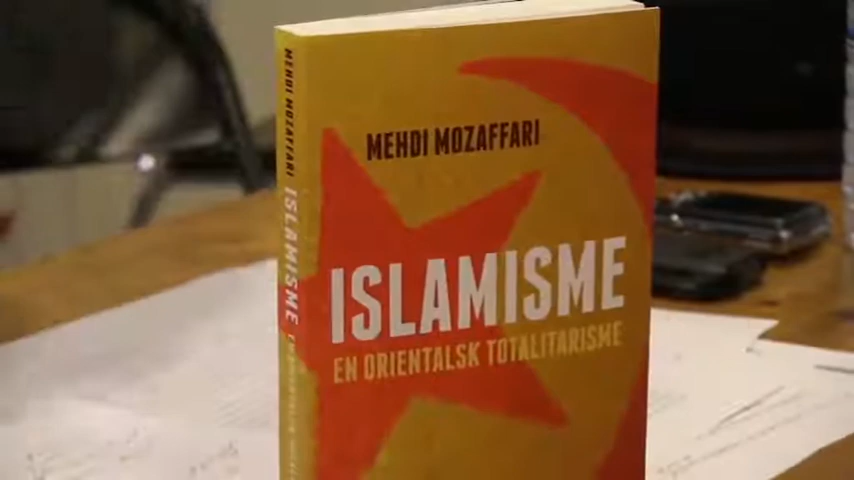 MEHDI MOZAFFARI
ISLAMISME
EN ORIENTALSK TOTALITARISME
MEHDI MOZAFFARI ISLAMISME